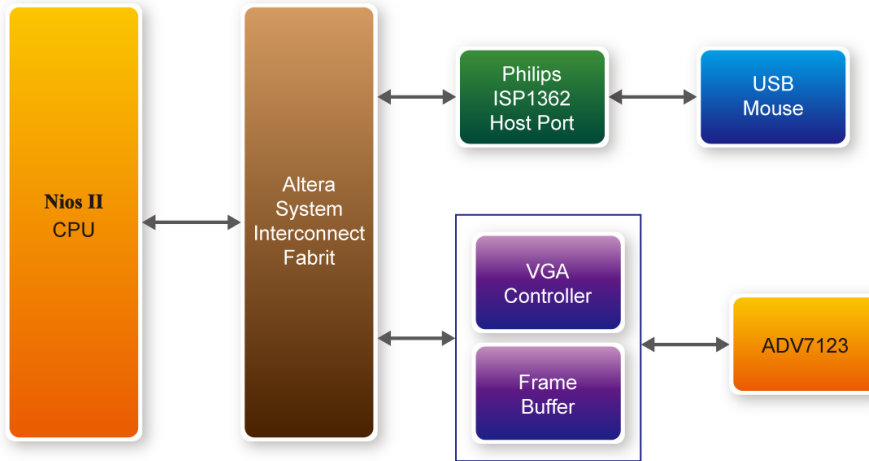 Nios II
CPU
Altera
System
Interconnect
Fabrit
Philips
ISP1362
Host Port
USB
Mouse
VGA
Controller
Frame
Buffer
ADV7123